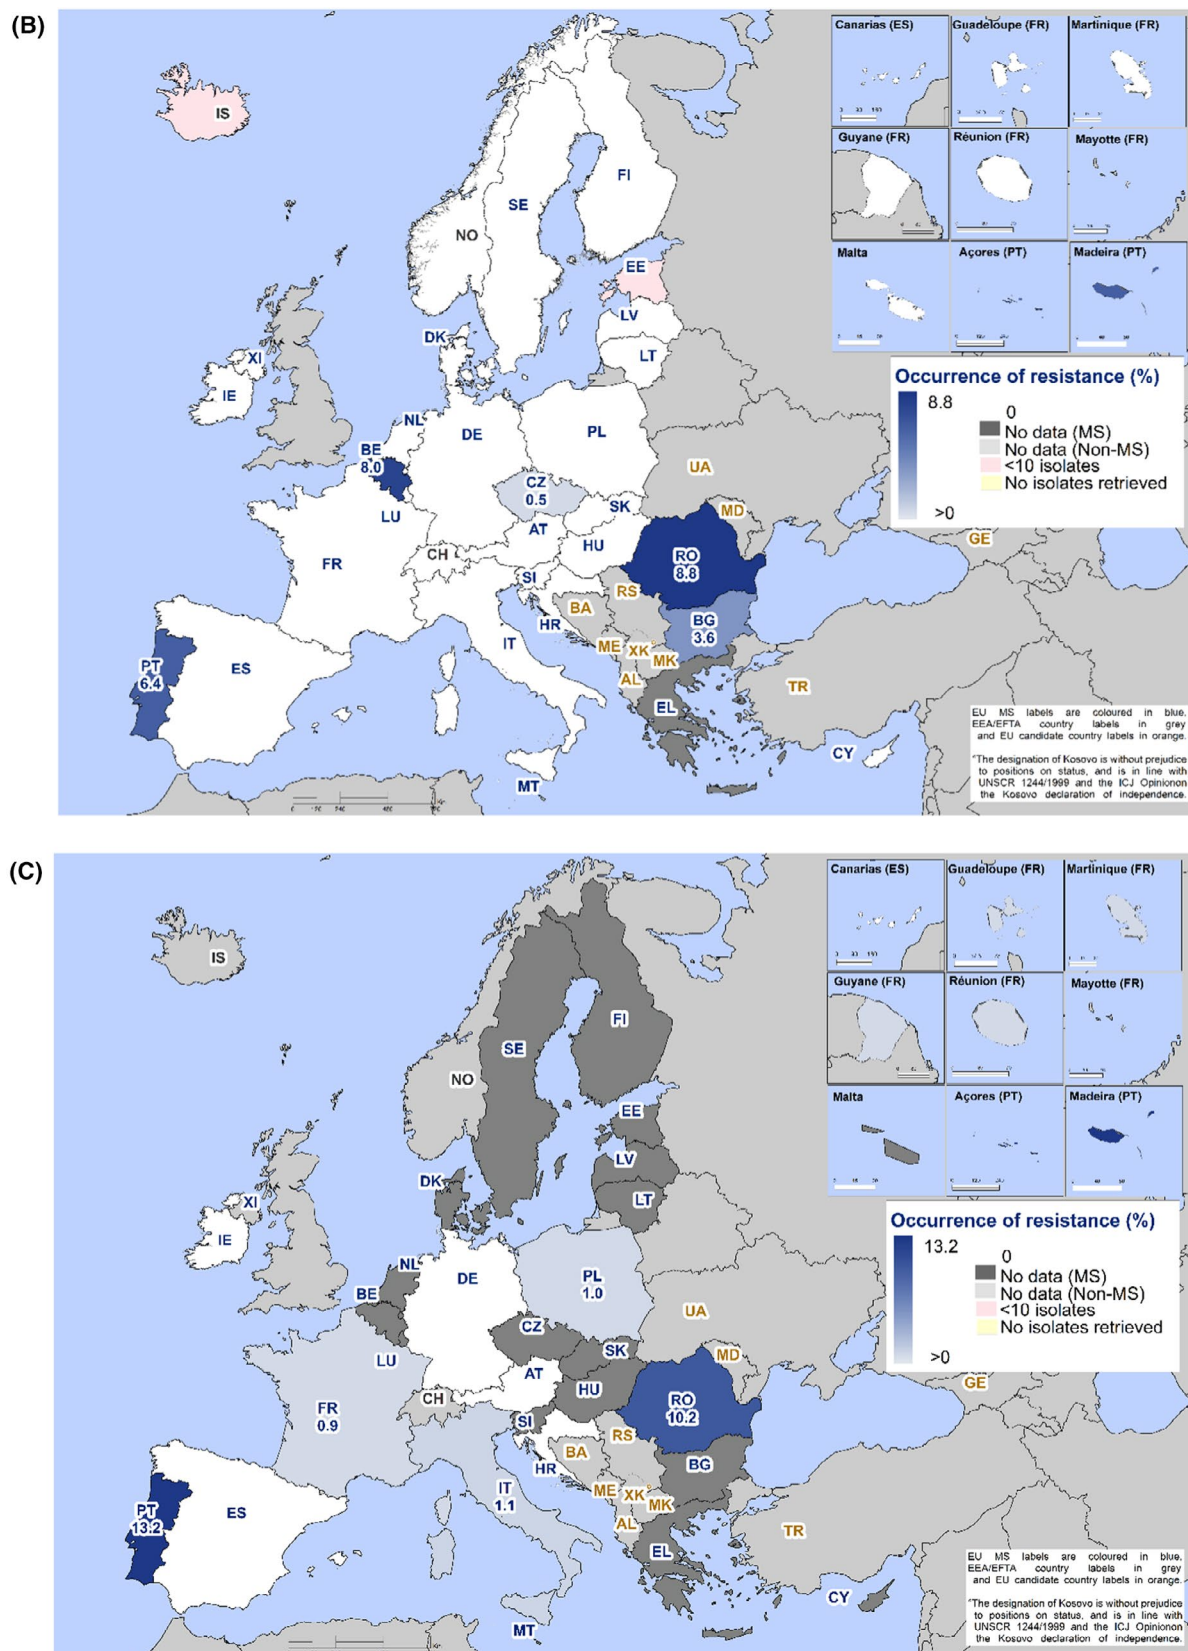 (B)
Canarias (ES)
Guadeloupe (FR)
Martinique (FR)
IS
Guyane (FR)
Réunion (FR)
Mayotte (FR)
FI
SE
NO
Malta
Açores (PT)
Madeira (PT)
EE
LV
DK
LT
XI
IE
Occurrence of resistance (%)
8.8
0
No data (MS)
No data (Non-MS)
<10 isolates
No isolates retrieved
>0
NL
DE
PL
BE
8.0
UA
CZ
0.5
SK
LU
AT
MD
HU
GE
CH
FR
RO
8.8
SI
RS
BA
HR
BG
3.6
IT
ME
XK
MK
PT
6.4
ES
AL
TR
EL
CY
MT
EU MS labels are coloured in blue,
EEA/EFTA country labels in grey
and EU candidate country labels in orange.
*The designation of Kosovo is without prejudice
to positions on status, and is in line with
UNSCR 1244/1999 and the ICJ Opinionon
the Kosovo declaration of independence.
(C)
Canarias (ES)
Guadeloupe (FR)
Martinique (FR)
IS
Guyane (FR)
Réunion (FR)
Mayotte (FR)
FI
SE
NO
Malta
Açores (PT)
Madeira (PT)
EE
LV
DK
LT
XI
IE
Occurrence of resistance (%)
13.2
0
No data (MS)
No data (Non-MS)
<10 isolates
No isolates retrieved
>0
NL
DE
PL
1.0
BE
UA
CZ
SK
LU
AT
MD
HU
GE
CH
FR
0.9
RO
10.2
SI
RS
BA
HR
BG
IT
1.1
ME
XK
MK
PT
13.2
ES
AL
TR
EL
CY
MT
EU MS labels are coloured in blue,
EEA/EFTA country labels in grey
and EU candidate country labels in orange.
*The designation of Kosovo is without prejudice
to positions on status, and is in line with
UNSCR 1244/1999 and the ICJ Opinionon
the Kosovo declaration of independence.